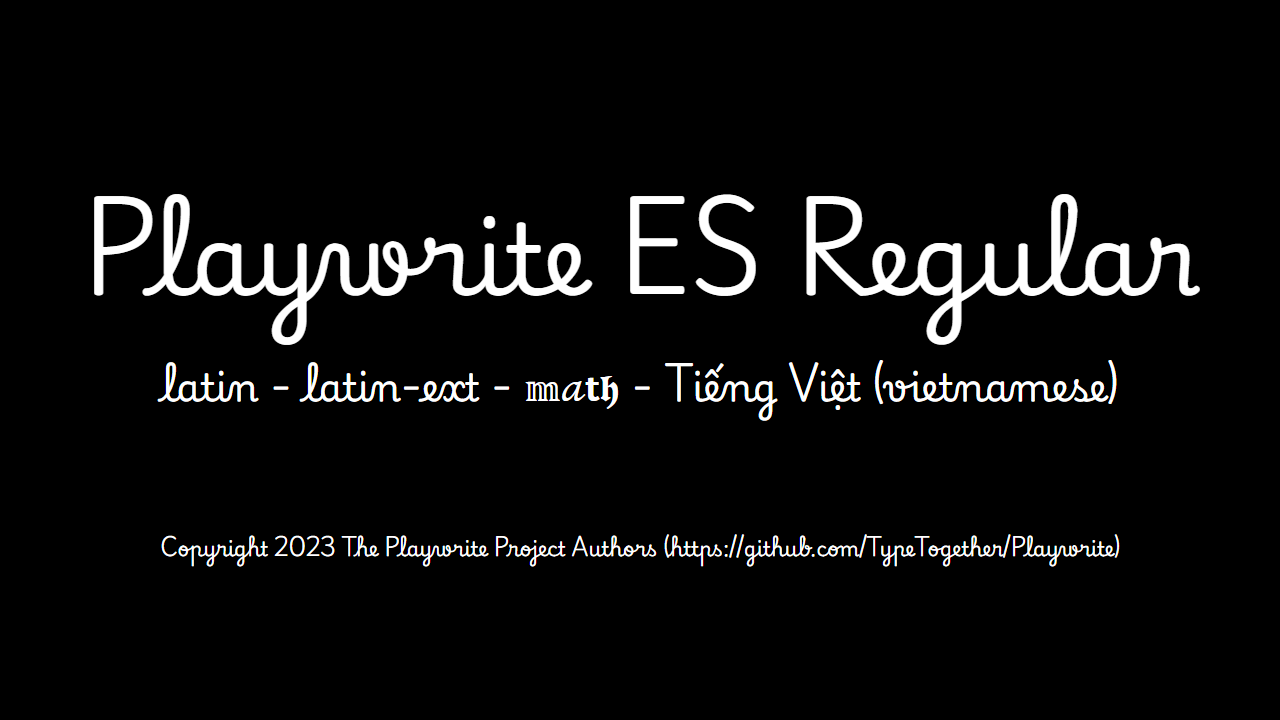 Playwrite ES Regular
latin - latin-ext - 𝕞𝑎𝐭𝖍 - Tiếng Việt (vietnamese)
Copyright 2023 The Playwrite Project Authors (https://github.com/TypeTogether/Playwrite)